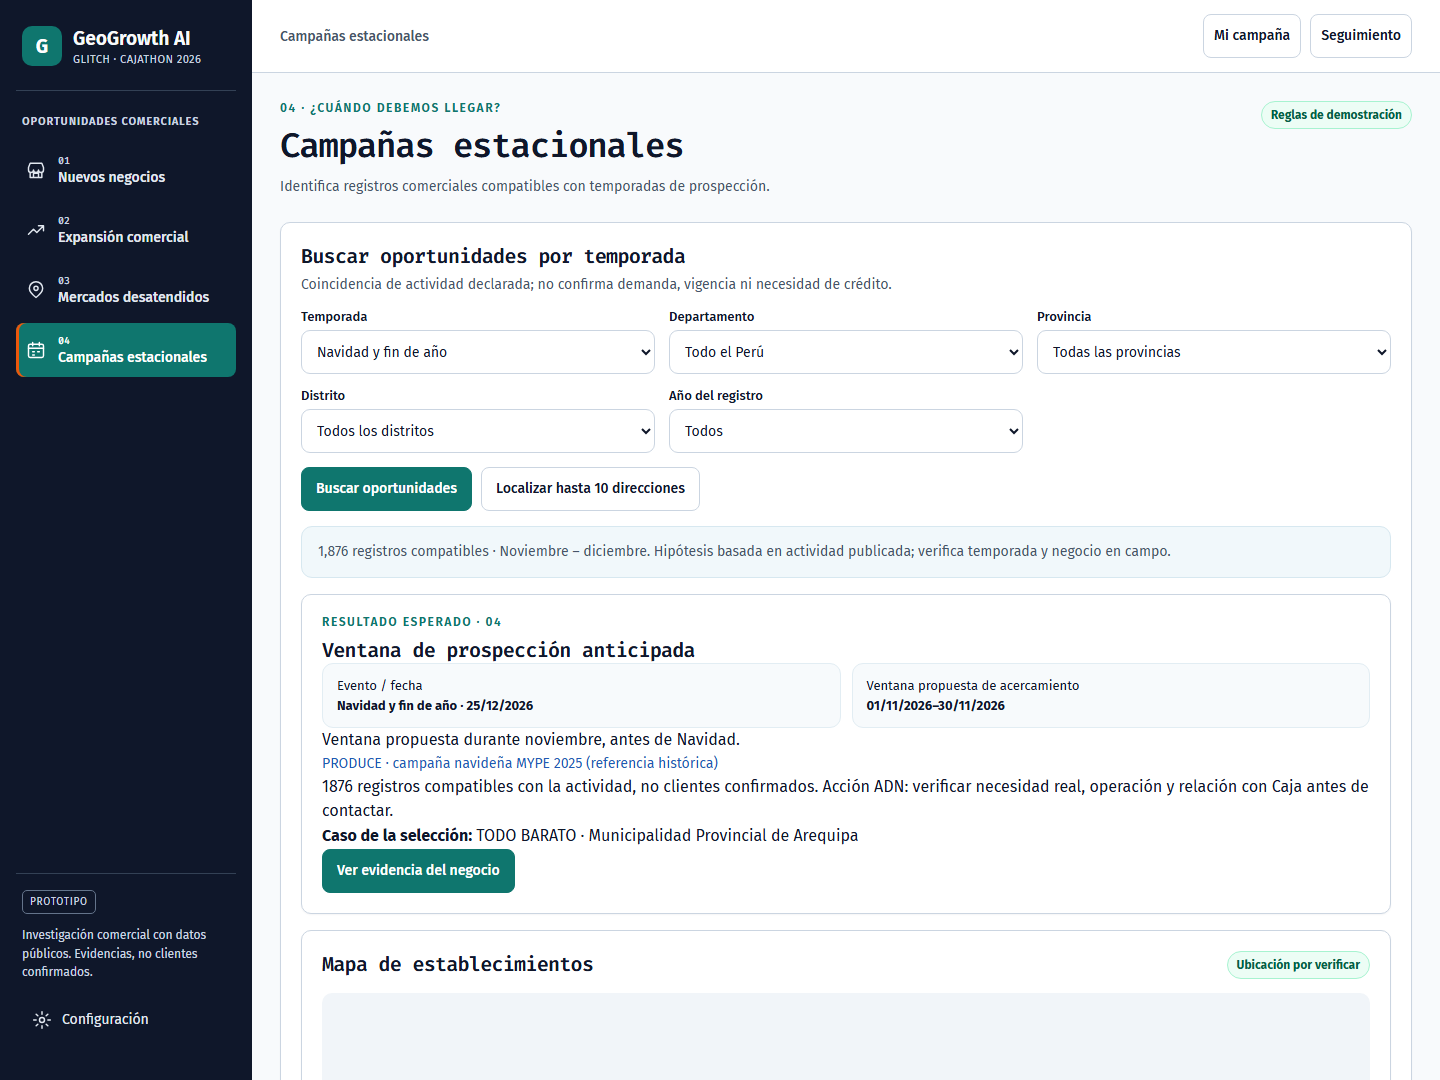 G
GeoGrowth AI
GLITCH · CAJATHON 2026
OPORTUNIDADES COMERCIALES
01
Nuevos negocios
02
Expansión comercial
03
Mercados desatendidos
04
Campañas estacionales
PROTOTIPO
Investigación comercial con datos
públicos. Evidencias, no clientes
confirmados.
Configuración
Campañas estacionales
Mi campaña
Seguimiento
04 · ¿CUÁNDO DEBEMOS LLEGAR?
Reglas de demostración
Campañas estacionales
Identifica registros comerciales compatibles con temporadas de prospección.
Buscar oportunidades por temporada
Coincidencia de actividad declarada; no confirma demanda, vigencia ni necesidad de crédito.
Temporada
Departamento
Provincia
Navidad y fin de año
Todo el Perú
Todas las provincias
Distrito
Año del registro
Todos los distritos
Todos
Buscar oportunidades
Localizar hasta 10 direcciones
1,876 registros compatibles · Noviembre – diciembre. Hipótesis basada en actividad publicada; verifica temporada y negocio en campo.
RESULTADO ESPERADO · 04
Ventana de prospección anticipada
Evento / fecha
Navidad y fin de año · 25/12/2026
Ventana propuesta de acercamiento
01/11/2026–30/11/2026
Ventana propuesta durante noviembre, antes de Navidad.
PRODUCE · campaña navideña MYPE 2025 (referencia histórica)
1876 registros compatibles con la actividad, no clientes confirmados. Acción ADN: verificar necesidad real, operación y relación con Caja antes de
contactar.
Caso de la selección: TODO BARATO · Municipalidad Provincial de Arequipa
Ver evidencia del negocio
Mapa de establecimientos
Ubicación por verificar